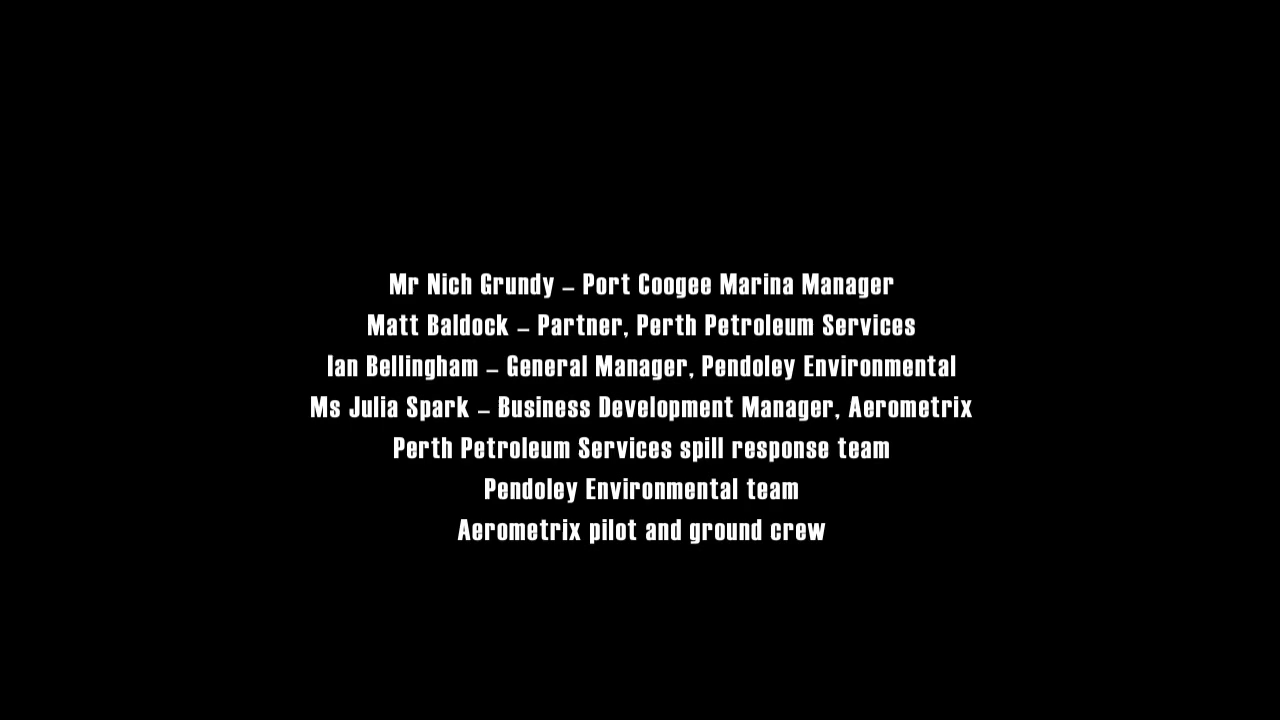 Mr Nich Grundy – Port Coogee Marina Manager
Matt Baldock – Partner, Perth Petroleum Services
Ian Bellingham – General Manager, Pendoley Environmental
Ms Julia Spark – Business Development Manager, Aerometrix
Perth Petroleum Services spill response team
Pendoley Environmental team
Aerometrix pilot and ground crew